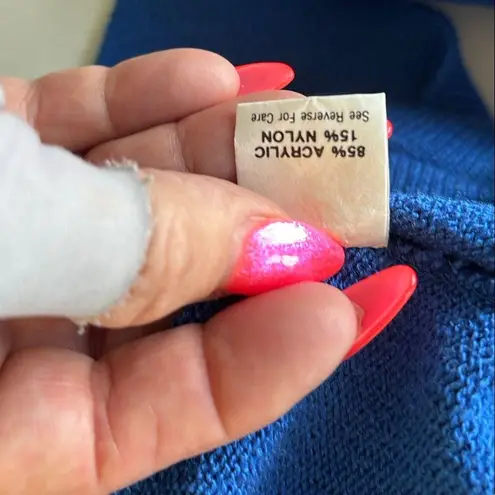 85% ACRYLIC
15% NYLON
See Reverse For Care